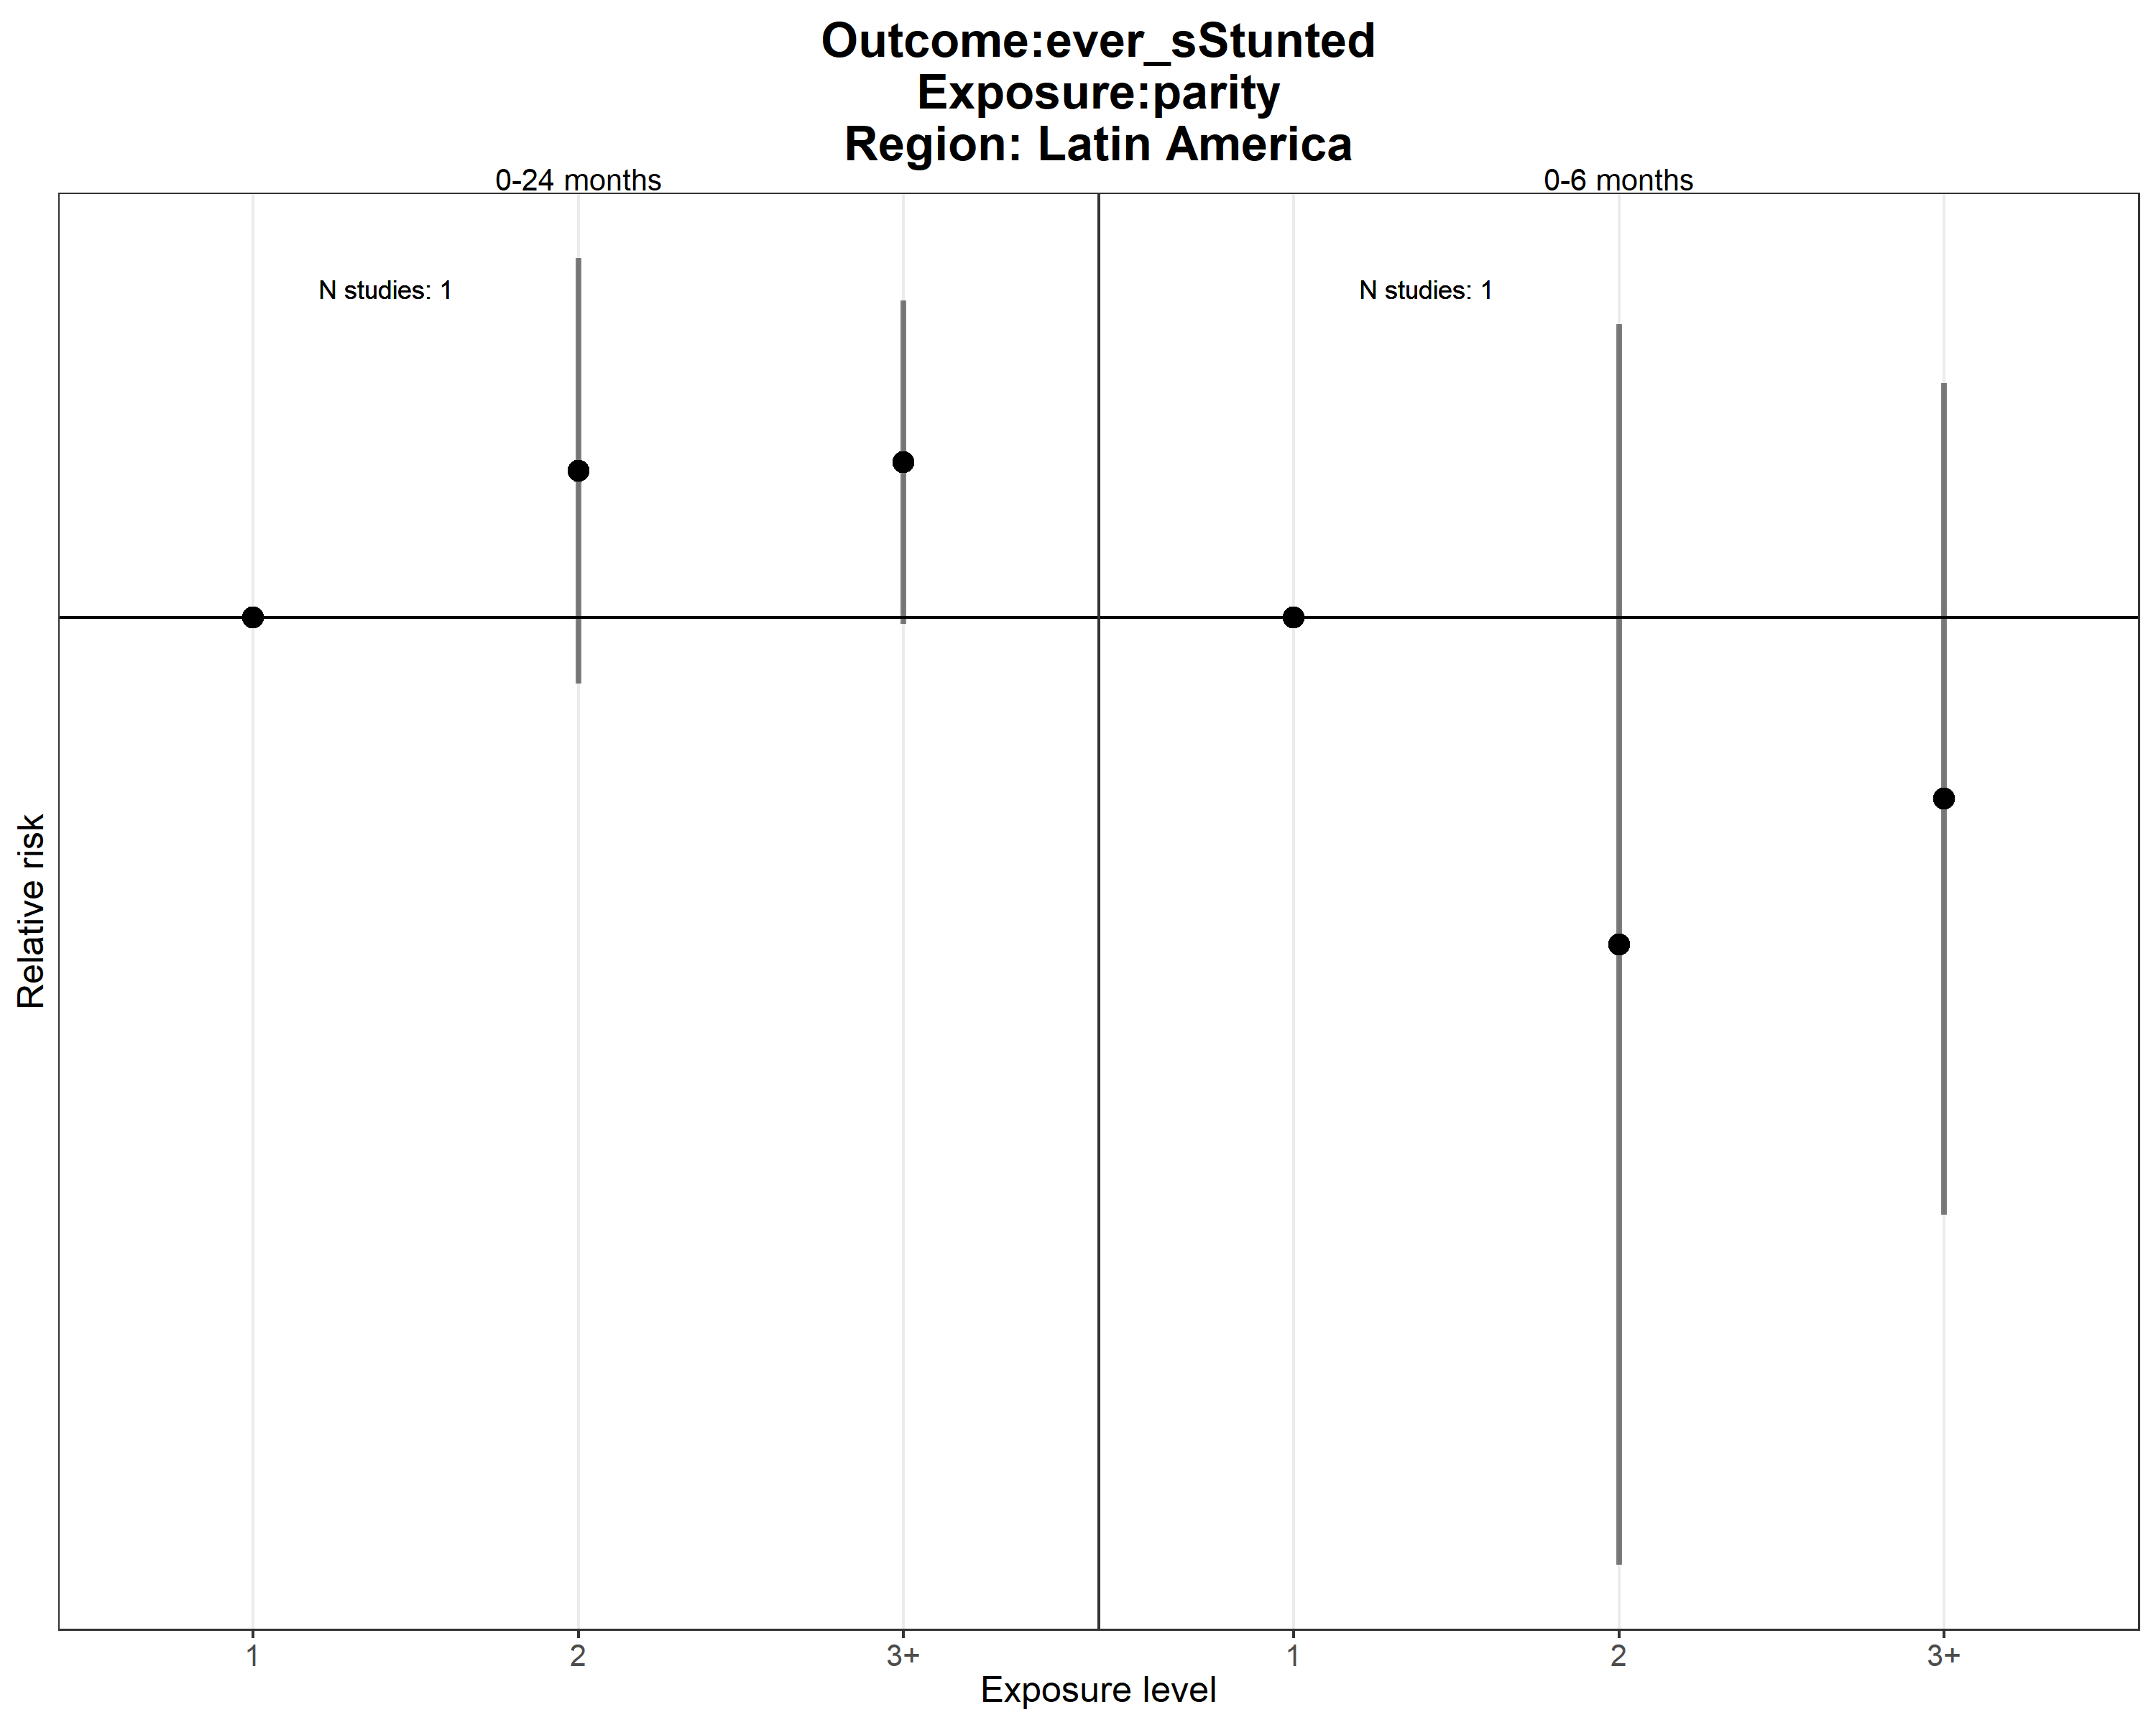 Outcome:ever_sStunted
Exposure:parity
Region: Latin America
0-24 months
0-6 months
N studies: 1
N studies: 1
Relative risk
1
2
3+
1
2
3+
Exposure level